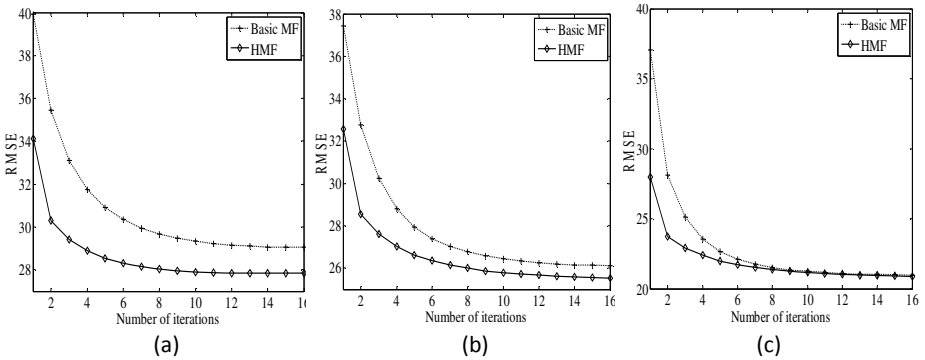 40
38
36
34
32
30
28
R M S E
2 4 6 8 10 12 14 16
Number of iterations
Basic MF
HMF
(a)
38
36
34
32
30
28
26
R M S E
2 4 6 8 10 12 14 16
Number of iterations
Basic MF
HMF
(b)
40
35
30
25
20
R M S E
2 4 6 8 10 12 14 16
Number of iterations
Basic MF
HMF
(c)